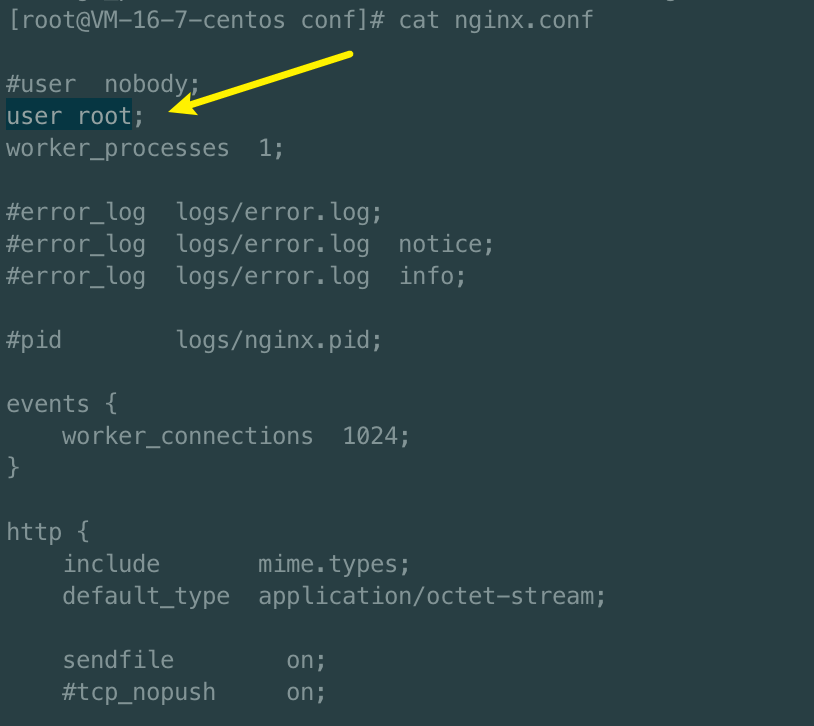 [root@VM-16-7-centos conf]# cat nginx.conf
#user  nobody;
user root;
worker_processes  1;
#error_log  logs/error.log;
#error_log  logs/error.log  notice;
#error_log  logs/error.log  info;
#pid        logs/nginx.pid;
events {
    worker_connections  1024;
}
http {
    include       mime.types;
    default_type  application/octet-stream;
    sendfile        on;
    #tcp_nopush     on;